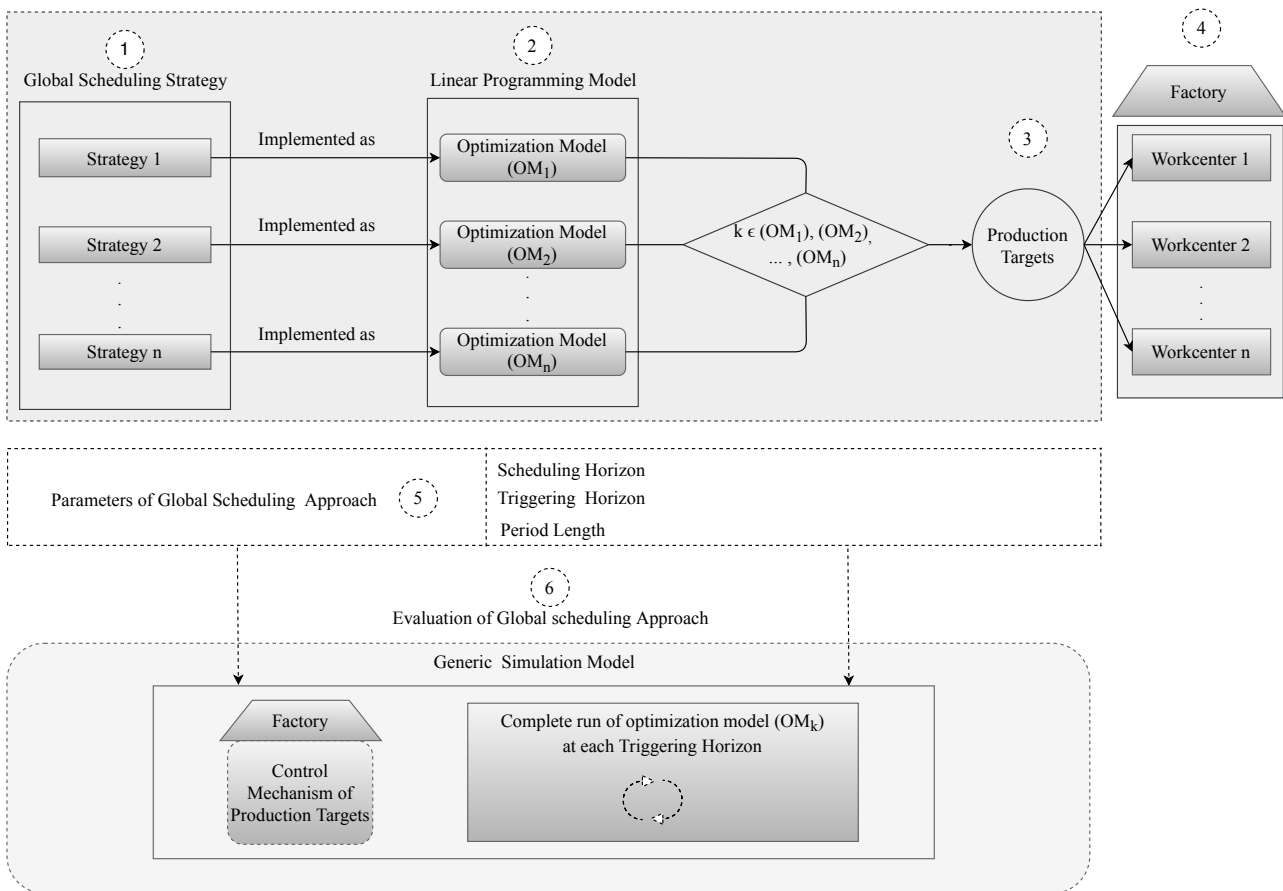 1
Global Scheduling Strategy
Strategy 1
Strategy 2
. .
. .
. .
Strategy n
Implemented as
Implemented as
Implemented as
2
Linear Programming Model
Optimization Model
(OM1)
Optimization Model
(OM2)
. .
. .
. .
Optimization Model
(OMn)
k ϵ (OM1), (OM2),
... , (OMn)
3
Production
Targets
4
Factory
Workcenter 1
Workcenter 2
. .
. .
. .
Workcenter n
Parameters of Global Scheduling Approach
5
Scheduling Horizon
Triggering Horizon
Period Length
6
Evaluation of Global scheduling Approach
Generic Simulation Model
Factory
Control
Mechanism of
Production Targets
Complete run of optimization model (OMk)
at each Triggering Horizon